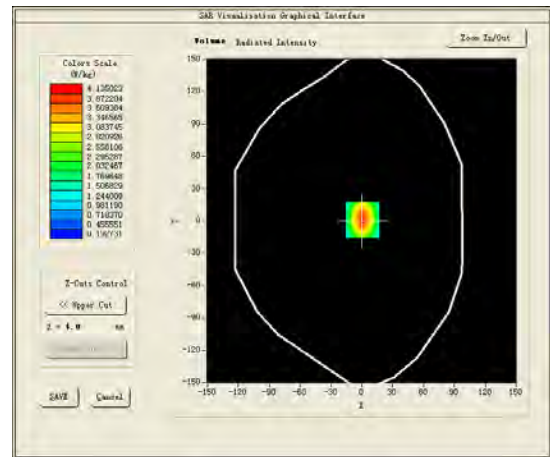 SAR Visualisation Graphical Interface
Volume Radiated Intensity
Zoom In/Out
Colors Scale
(W/kg)
4.135023
3.872204
3.609384
3.346565
3.083745
2.820926
2.558106
2.295287
2.032467
1.769648
1.506829
1.244009
0.981190
0.718370
0.455551
150
120
90
60
30
0
-30
-60
-90
-120
-150
Y
-150 -120 -90 -60 -30 0 30 60 90 120 150
X
Z-Cuts Control
<< Upper Cut
Z = 4.0 mm
SAVE
Cancel